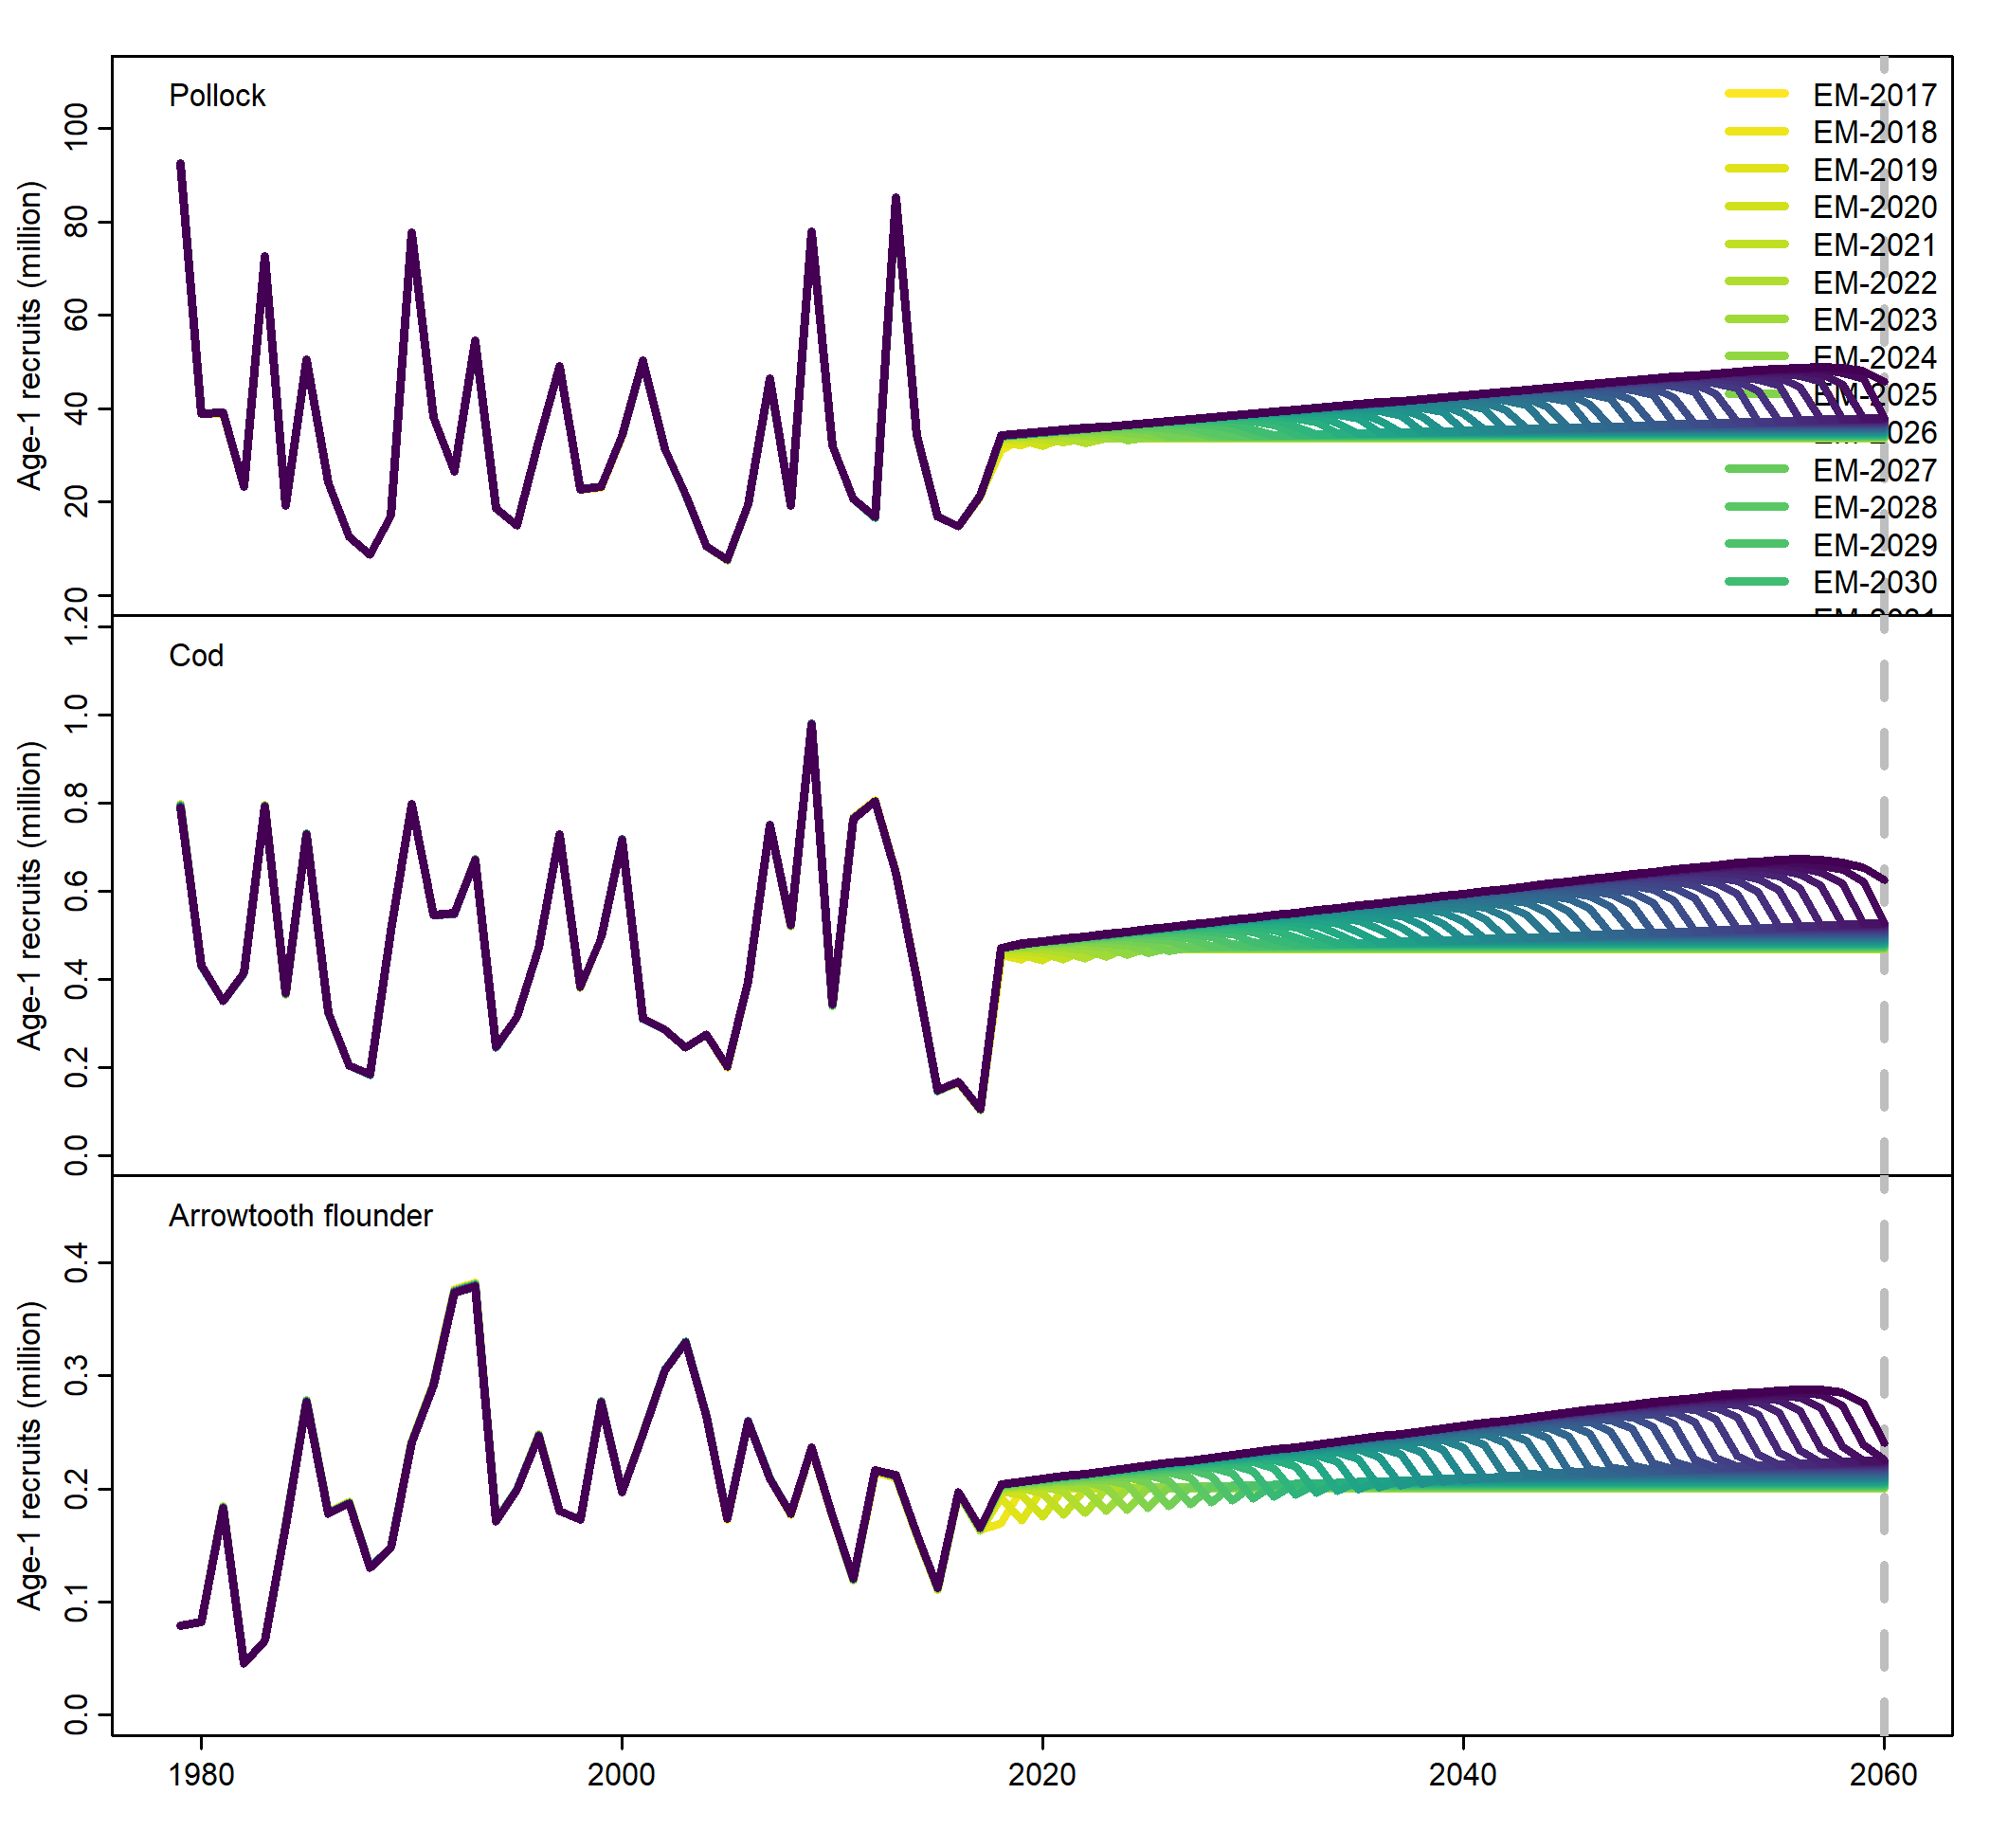 Pollock
EM-2017
EM-2018
EM-2019
EM-2020
EM-2021
EM-2022
EM-2023
EM-2024
EM-2025
2026
EM-2027
EM-2028
EM-2029
EM-2030
Age-1 recruits (million)
100
80
60
40
20
0
Cod
Age-1 recruits (million)
1.2
1.0
0.8
0.6
0.4
0.2
0.0
Arrowtooth flounder
Age-1 recruits (million)
0.4
0.3
0.2
0.1
0.0
1980 2000 2020 2040 2060